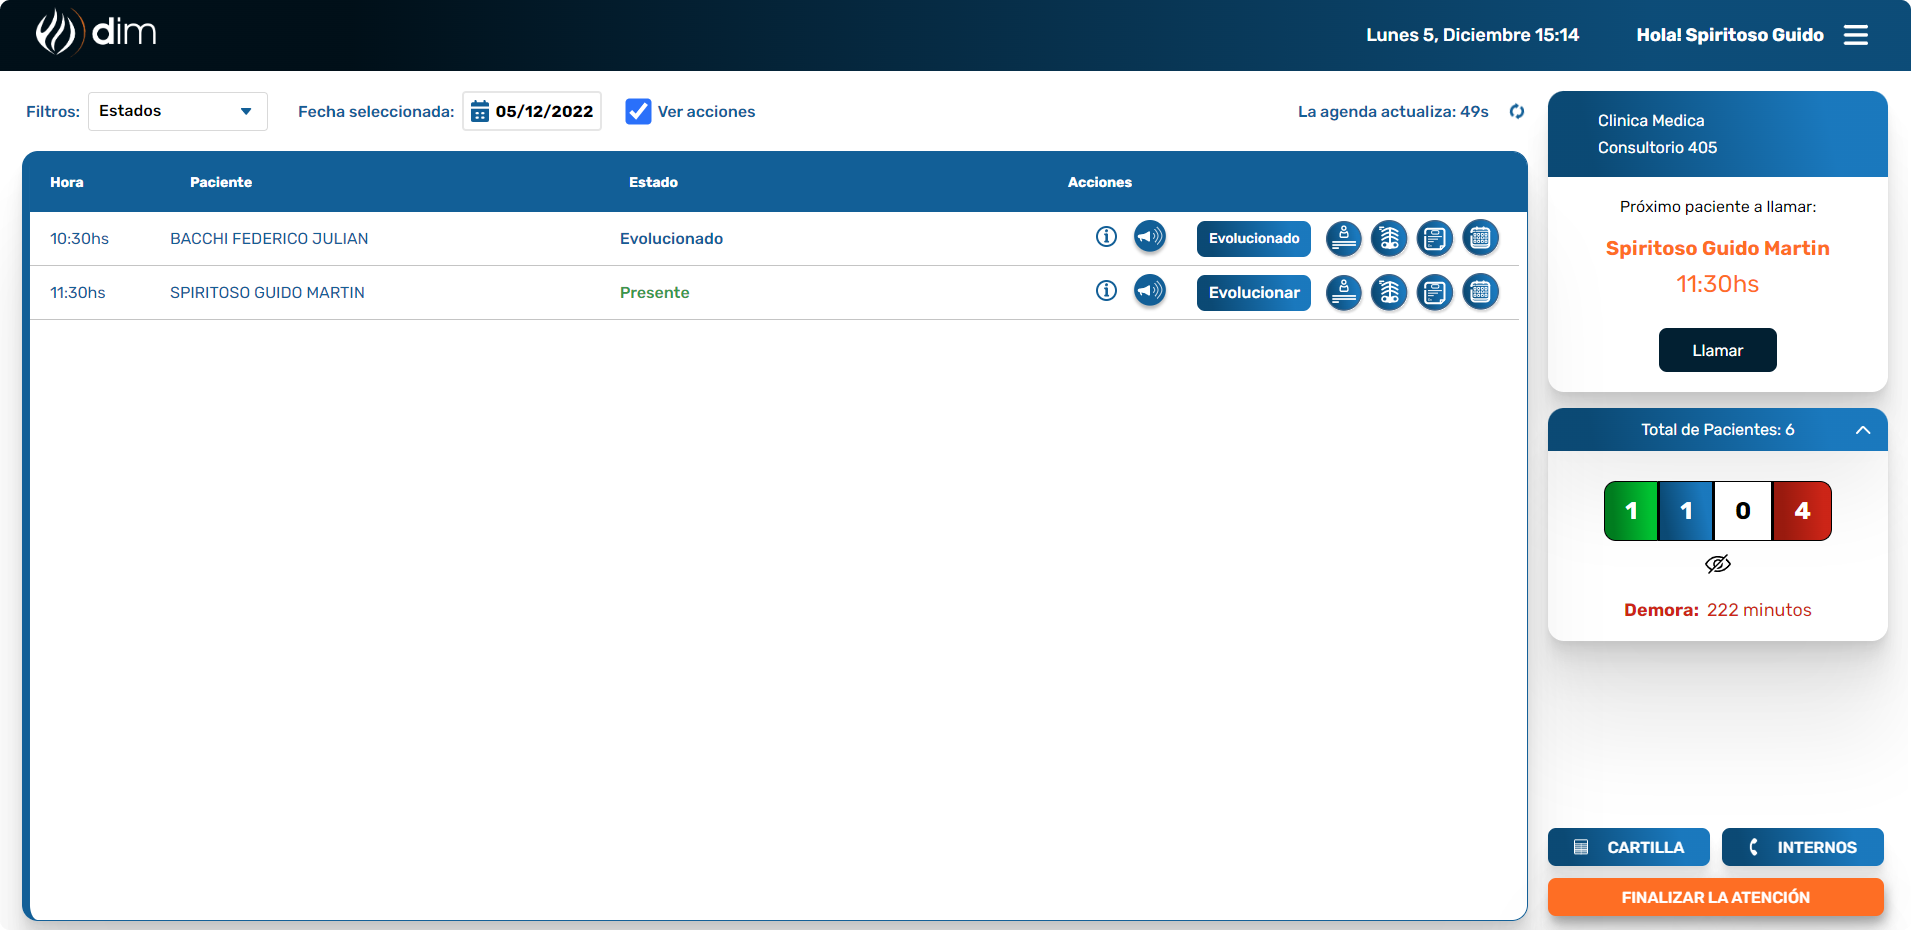 dim
Lunes 5, Diciembre 15:14
Hola! Spiritoso Guido
Filtros: Estados
Fecha seleccionada: 05/12/2022
Ver acciones
La agenda actualiza: 49s
Hora Paciente Estado Acciones
10:30hs BACCHI FEDERICO JULIAN Evolucionado Evolucionado
11:30hs SPIRITOSO GUIDO MARTIN Presente Evolucionar
Clinica Medica
Consultorio 405
Próximo paciente a llamar:
Spiritoso Guido Martin
11:30hs
Llamar
Total de Pacientes: 6
1 1 0 4
Demora: 222 minutos
CARTILLA
INTERNOS
FINALIZAR LA ATENCIÓN